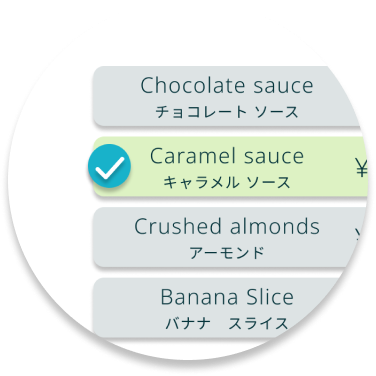 Chocolate sauce
チョコレート ソース
Caramel sauce
¥
キャラメル ソース
Crushed almonds
アーモンド
Banana Slice
バナナ　スライス